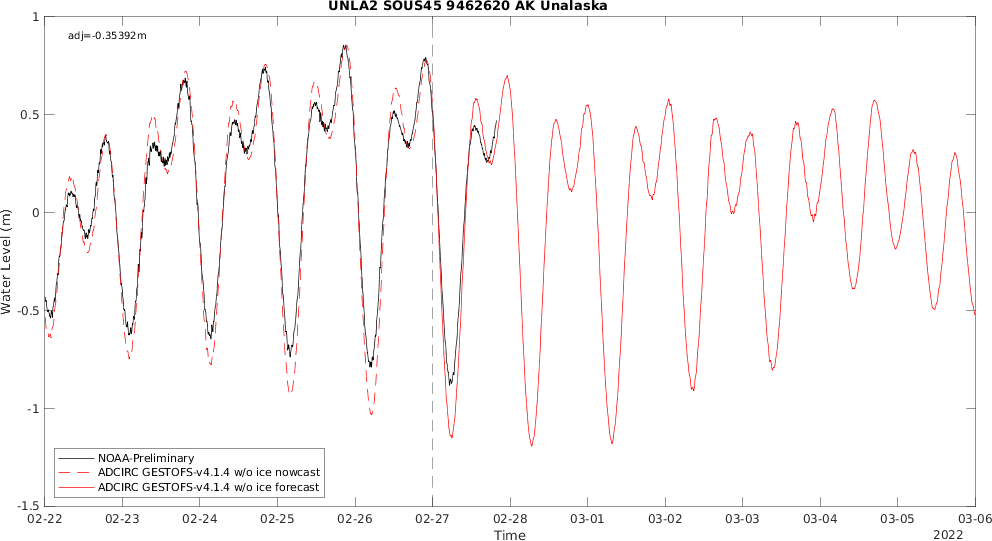 UNLA2 SOUS45 9462620 AK Unalaska
adj=-0.35392m
1
0.5
0
-0.5
-1
-1.5
Water Level (m)
NOAA-Preliminary
ADCIRC GESTOFS-v4.1.4 w/o ice nowcast
ADCIRC GESTOFS-v4.1.4 w/o ice forecast
02-22 02-23 02-24 02-25 02-26 02-27 02-28 03-01 03-02 03-03 03-04 03-05 03-06
Time
2022